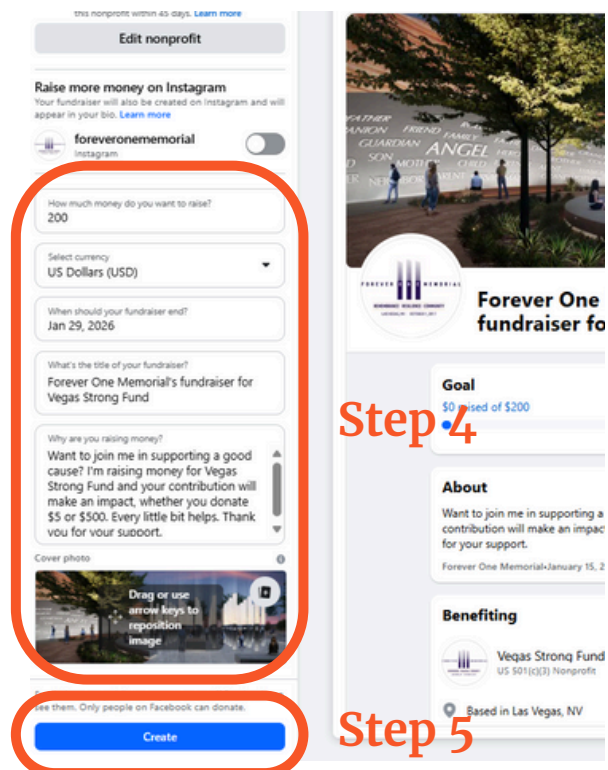 this nonprofit within 45 days. Learn more
Edit nonprofit
Raise more money on Instagram
Your fundraiser will also be created on Instagram and will
appear in your bio. Learn more
foreveronememorial
Instagram
How much money do you want to raise?
200
Select currency
US Dollars (USD)
When should your fundraiser end?
Jan 29, 2026
What's the title of your fundraiser?
Forever One Memorial's fundraiser for
Vegas Strong Fund
Why are you raising money?
Want to join me in supporting a good
cause? I'm raising money for Vegas
Strong Fund and your contribution will
make an impact, whether you donate
$5 or $500. Every little bit helps. Thank
you for your support.
Cover photo
Drag or use
arrow keys to
reposition
image
see them. Only people on Facebook can donate.
Create
FATHER
FRIEND FAMILY
GUARDIAN ANGEL
SON MOTHER CHILD
FOREVER ONE MEMORIAL
Forever One
fundraiser fo
Goal
$0 raised of $200
Step 4
About
Want to join me in supporting a
contribution will make an impac
for your support.
Forever One Memorial•January 15, 2
Benefiting
Vegas Strong Fund
US 501(c)(3) Nonprofit
Based in Las Vegas, NV
Step 5